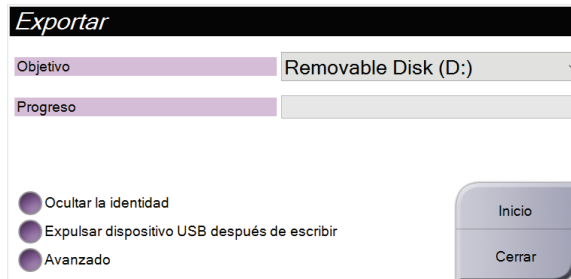 Exportar
Objetivo Removable Disk (D:)
Progreso
Ocultar la identidad
Expulsar dispositivo USB después de escribir
Avanzado
Inicio
Cerrar